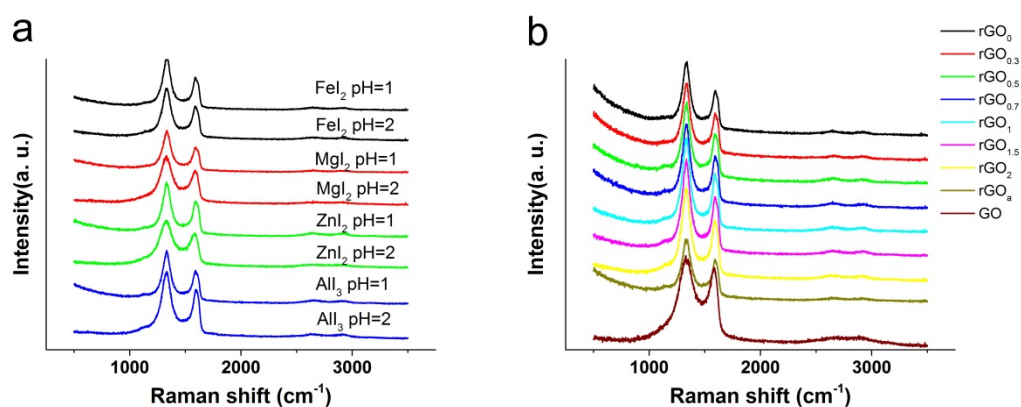 a
Intensity(a. u.)
FeI₂ pH=1
FeI₂ pH=2
MgI₂ pH=1
MgI₂ pH=2
ZnI₂ pH=1
ZnI₂ pH=2
AlI₃ pH=1
AlI₃ pH=2
1000 2000 3000
Raman shift (cm⁻¹)
b
Intensity(a. u.)
1000 2000 3000
Raman shift (cm⁻¹)
rGO₀
rGO₀.₃
rGO₀.₅
rGO₀.₇
rGO₁
rGO₁.₅
rGO₂
rGOₐ
GO